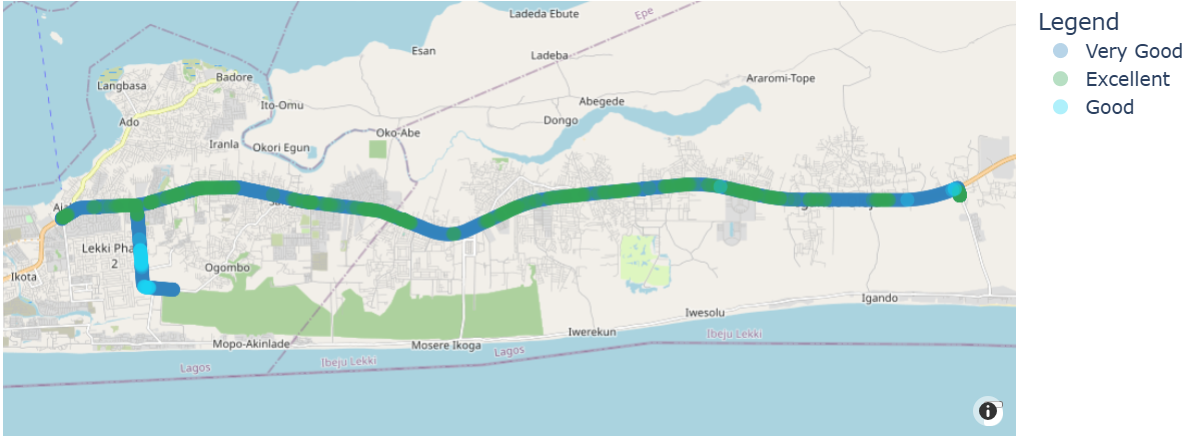 Ladeda Ebute
Epe
Legend
Very Good
Excellent
Good
Esan
Ladeba
Badore
Langbasa
Araromi-Tope
Ito-Omu
Abegede
Ado
Dongo
Oko-Abe
Iranla
Okori Egun
Lekki Pha
2
Ogombo
Ikota
Igando
Iwesolu
Iwerekun
Ibeju Lekki
Mopo-Akinlade
Mosere Ikoga
Lagos
Ibeju Lekki
Lagos